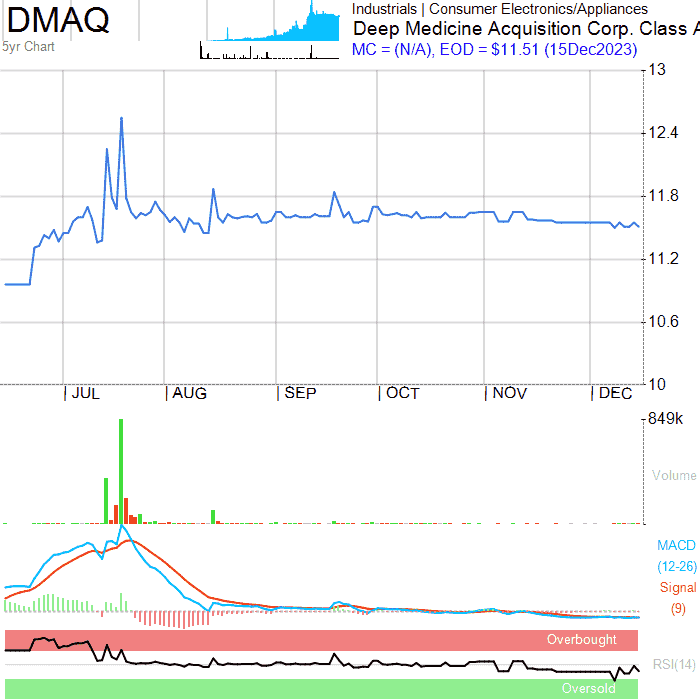 DMAQ
5yr Chart
Industrials | Consumer Electronics/Appliances
Deep Medicine Acquisition Corp. Class A
MC = (N/A), EOD = $11.51 (15Dec2023)
13
12.4
11.8
11.2
10.6
10
JUL AUG SEP OCT NOV DEC
849k
Volume
MACD
(12-26)
Signal
(9)
Overbought
RSI(14)
Oversold